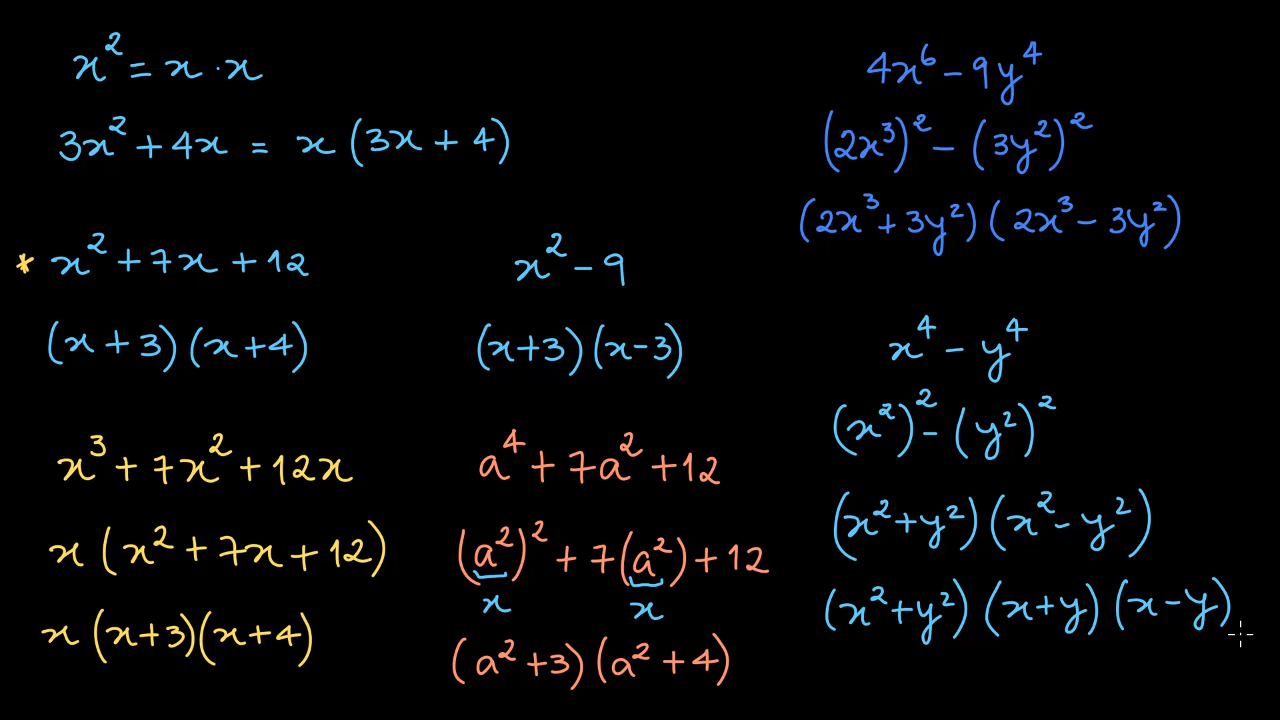 x² = x · x
3x² + 4x = x (3x + 4)
* x² + 7x + 12
(x + 3) (x + 4)
x³ + 7x² + 12x
x (x² + 7x + 12)
x (x + 3)(x + 4)
x² - 9
(x + 3) (x - 3)
a⁴ + 7a² + 12
(a²)² + 7(a²) + 12
x x
(a² + 3) (a² + 4)
4x⁶ - 9y⁴
(2x³)² - (3y²)²
(2x³ + 3y²) (2x³ - 3y²)
x⁴ - y⁴
(x²)² - (y²)²
(x² + y²) (x² - y²)
(x² + y²) (x + y) (x - y)